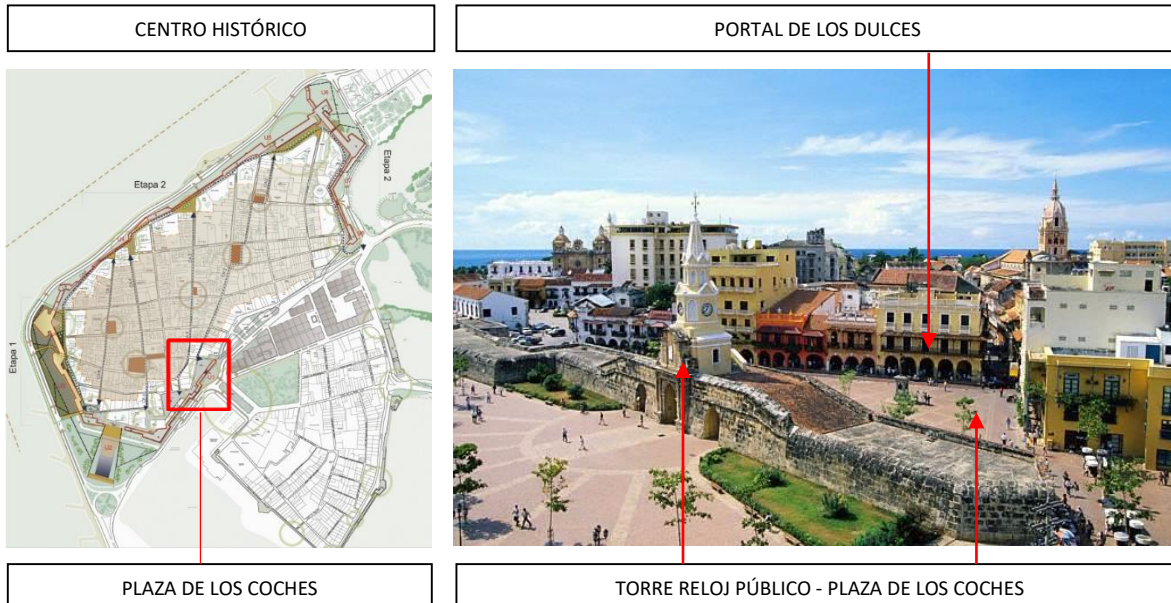 CENTRO HISTÓRICO
PORTAL DE LOS DULCES
Etapa 2
Etapa 2
Etapa 1
PLAZA DE LOS COCHES
TORRE RELOJ PÚBLICO - PLAZA DE LOS COCHES